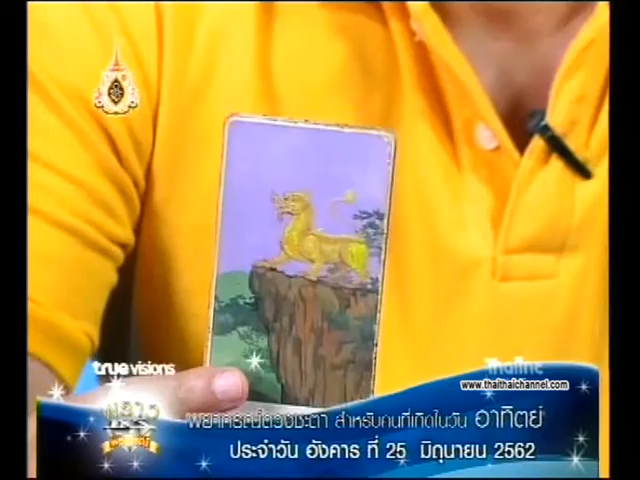 true visions
www.thaithaichannel.com
พยากรณ์ดวงชะตา สำหรับคนที่เกิดในวัน อาทิตย์
ประจำวัน อังคาร ที่ 25 มิถุนายน 2562